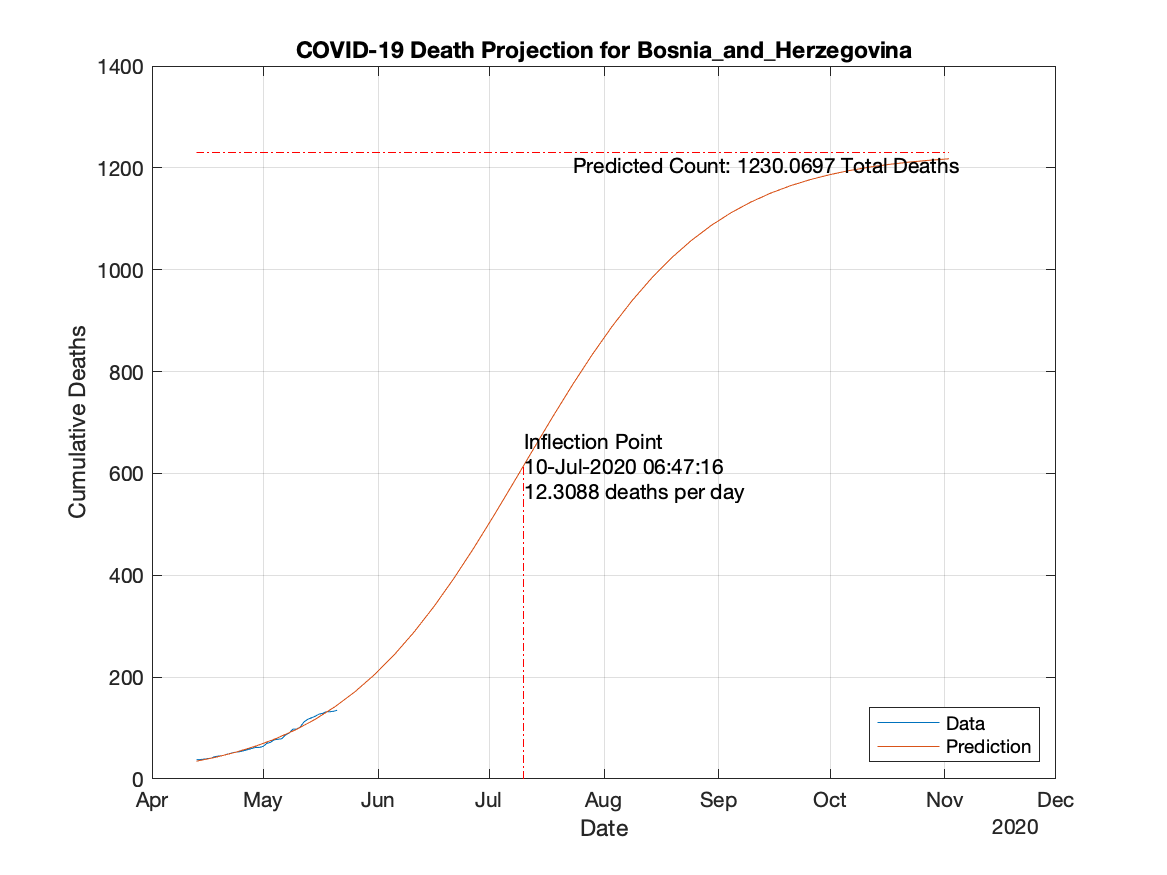 COVID-19 Death Projection for Bosnia_and_Herzegovina
1400
1200
1000
800
600
400
200
0
Cumulative Deaths
Predicted Count: 1230.0697 Total Deaths
Inflection Point
10-Jul-2020 06:47:16
12.3088 deaths per day
Data
Prediction
Apr May Jun Jul Aug Sep Oct Nov Dec
Date
2020